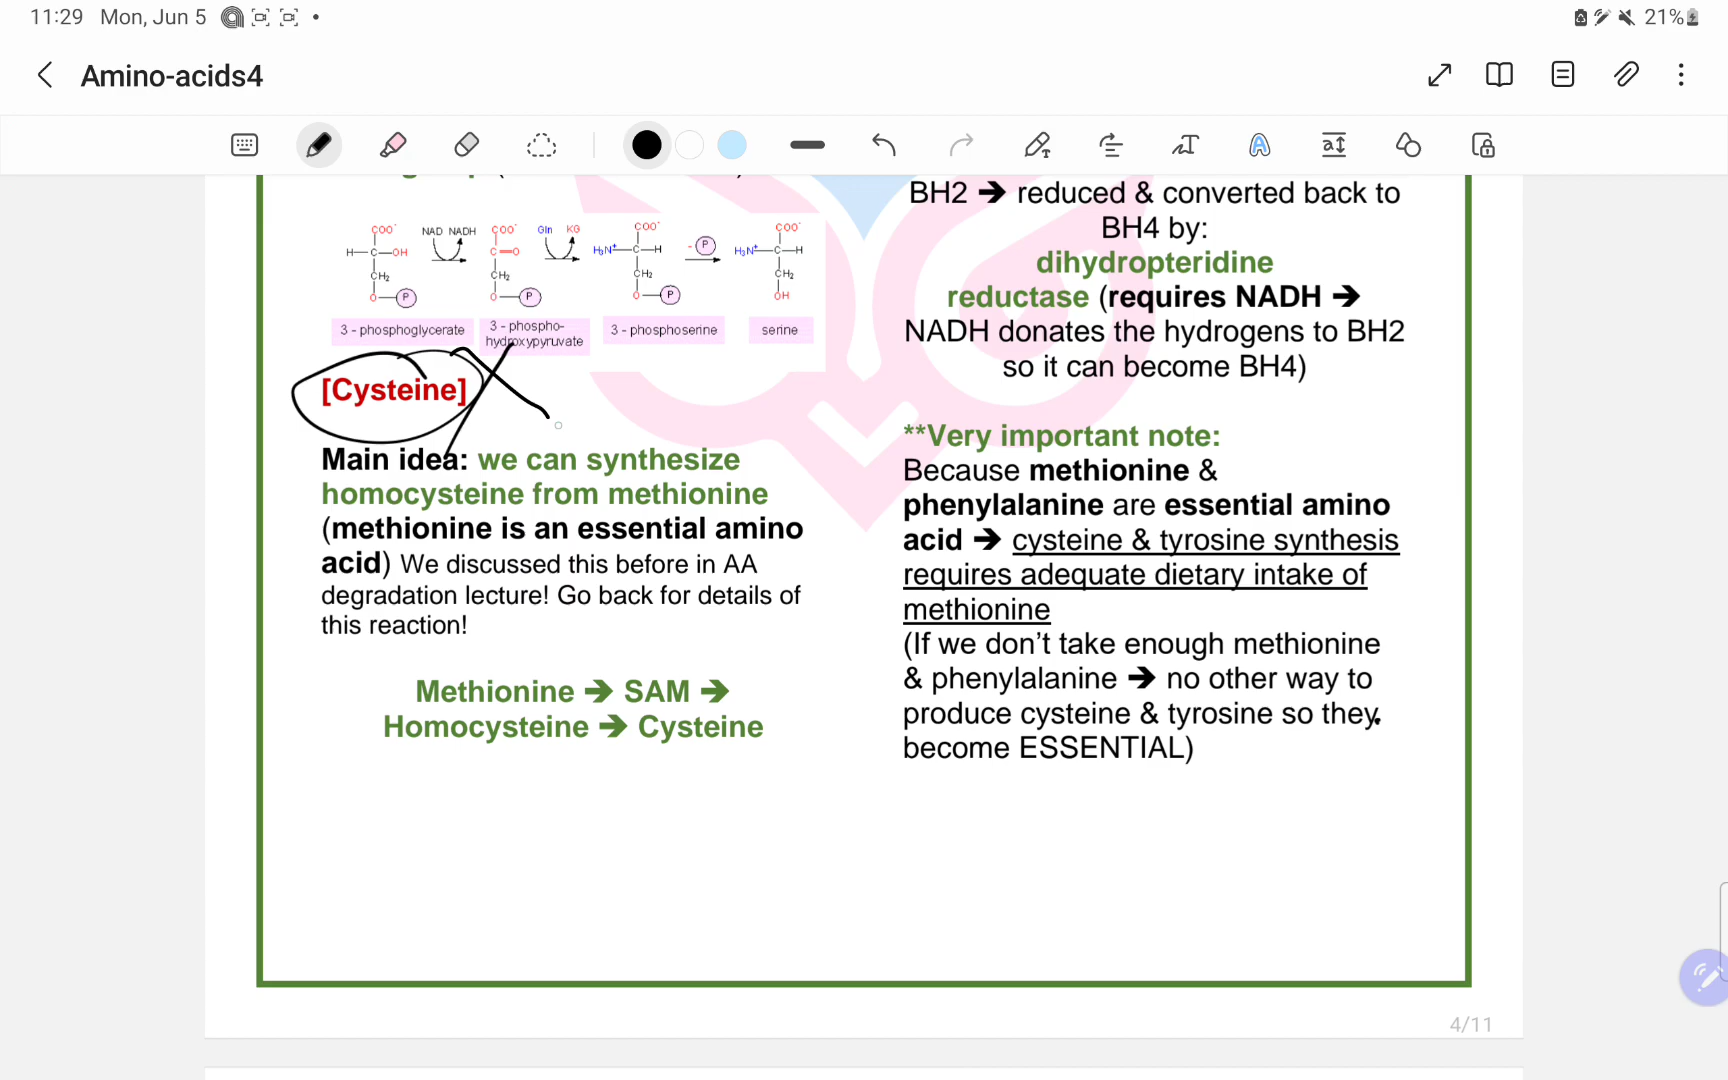 11:29 Mon, Jun 5
21%
Amino-acids4
COO⁻ NAD NADH COO⁻ Gln KG COO⁻ COO⁻
H–C–OH C=O H₃N⁺–C–H -P H₃N⁺–C–H
CH₂ CH₂ CH₂ CH₂
O–P O–P O–P OH
3 - phosphoglycerate
3 - phospho-
hydroxypyruvate
3 - phosphoserine
serine
[Cysteine]
Main idea: we can synthesize
homocysteine from methionine
(methionine is an essential amino
acid) We discussed this before in AA
degradation lecture! Go back for details of
this reaction!
Methionine ➔ SAM ➔
Homocysteine ➔ Cysteine
BH2 ➔ reduced & converted back to
BH4 by:
dihydropteridine
reductase (requires NADH ➔
NADH donates the hydrogens to BH2
so it can become BH4)
**Very important note:
Because methionine &
phenylalanine are essential amino
acid ➔ cysteine & tyrosine synthesis
requires adequate dietary intake of
methionine
(If we don't take enough methionine
& phenylalanine ➔ no other way to
produce cysteine & tyrosine so they
become ESSENTIAL)
4/11